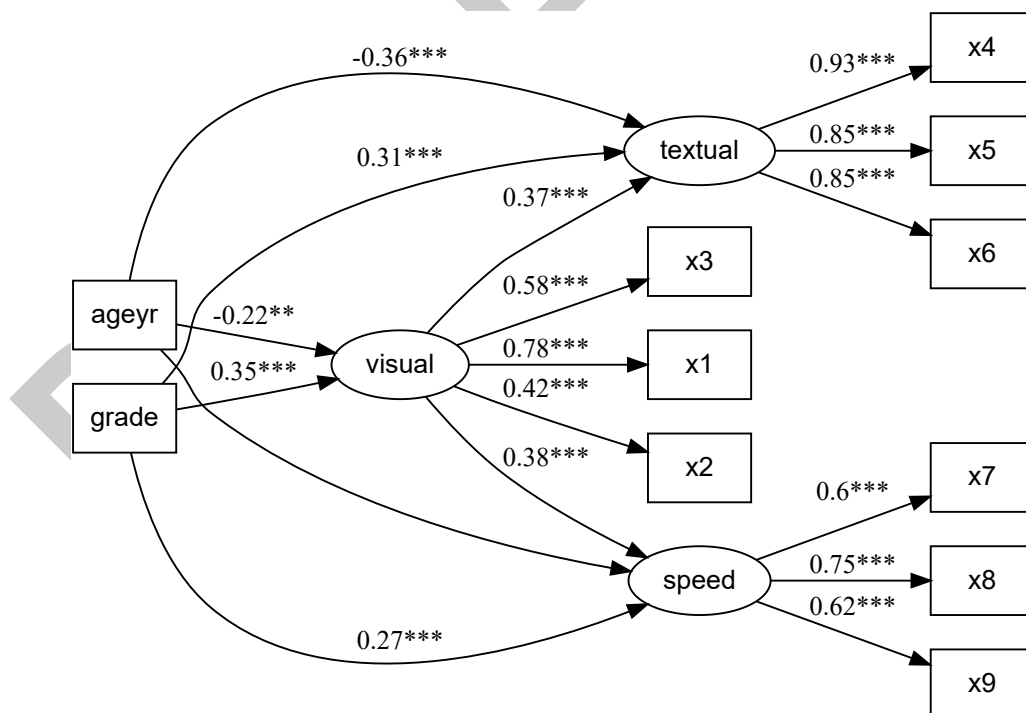 x4
0.93***
-0.36***
textual
0.85***
x5
0.31***
0.85***
0.37***
x6
x3
0.58***
ageyr
-0.22**
visual
0.78***
x1
0.35***
0.42***
grade
x2
0.38***
x7
0.6***
speed
0.75***
x8
0.62***
0.27***
x9